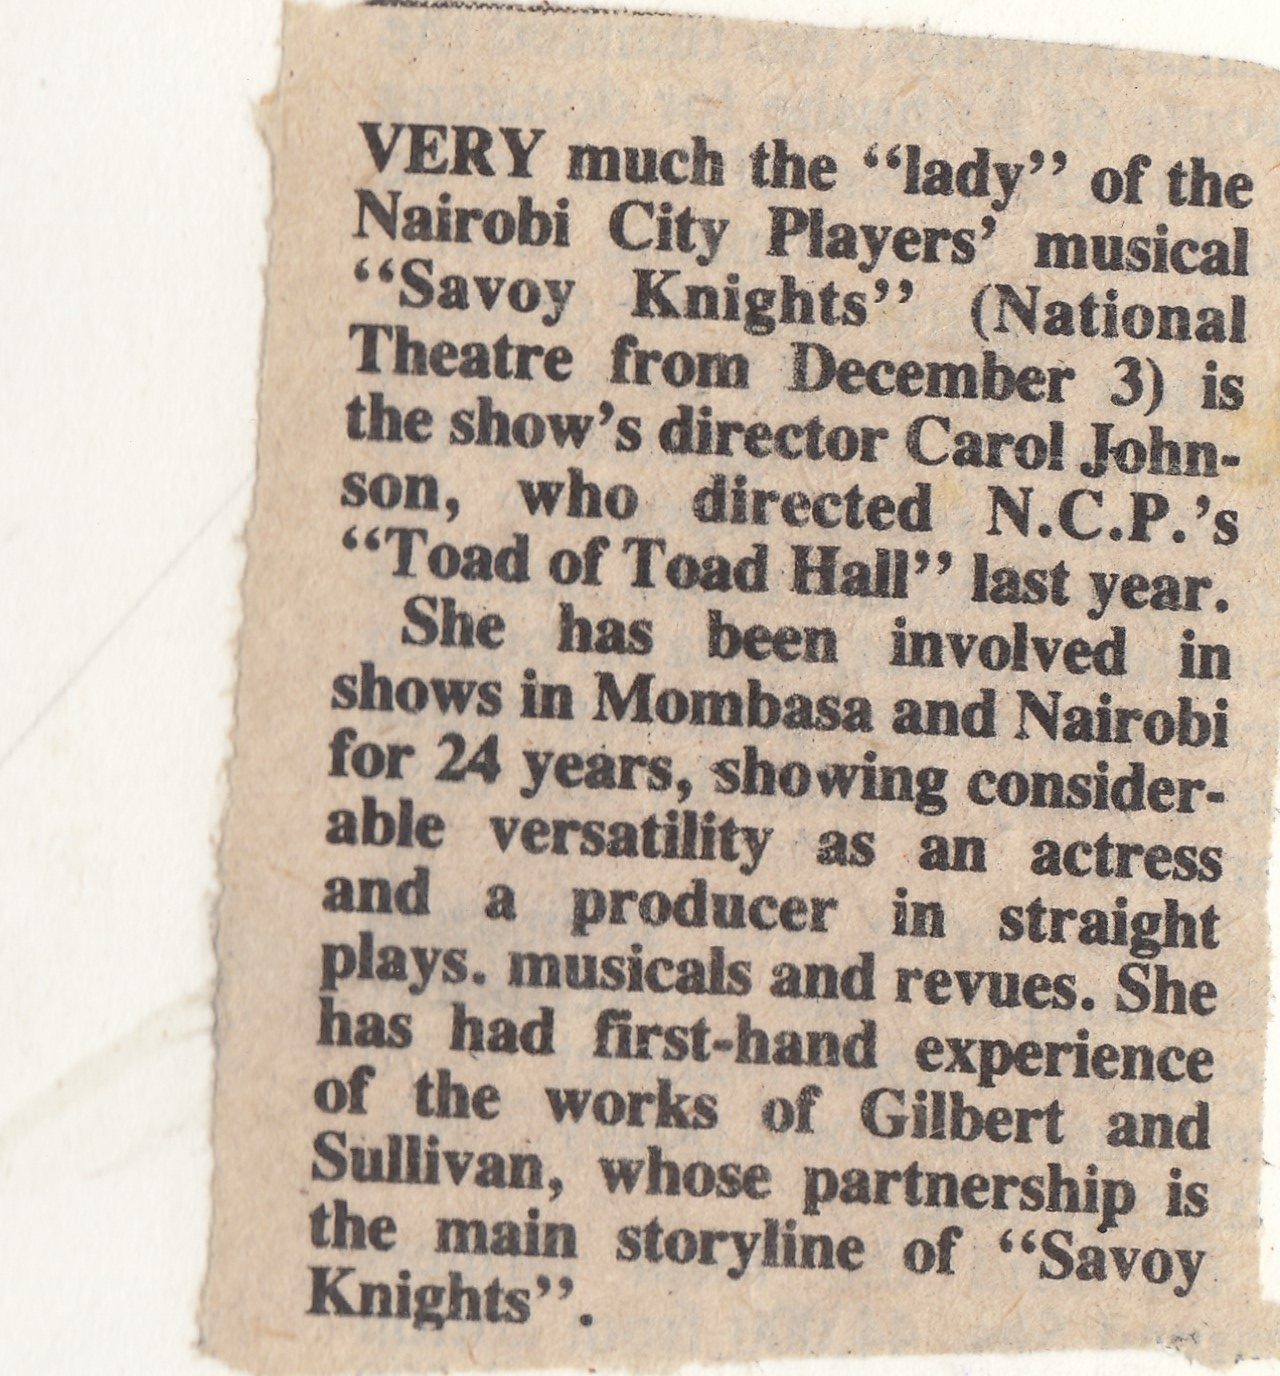 VERY much the “lady” of the
Nairobi City Players’ musical
“Savoy Knights” (National
Theatre from December 3) is
the show’s director Carol John-
son, who directed N.C.P.’s
“Toad of Toad Hall” last year.
She has been involved in
shows in Mombasa and Nairobi
for 24 years, showing consider-
able versatility as an actress
and a producer in straight
plays. musicals and revues. She
has had first-hand experience
of the works of Gilbert and
Sullivan, whose partnership is
the main storyline of “Savoy
Knights”.